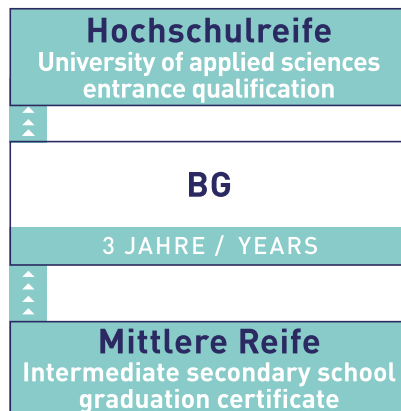 Hochschulreife
University of applied sciences
entrance qualification
BG
3 JAHRE / YEARS
Mittlere Reife
Intermediate secondary school
graduation certificate